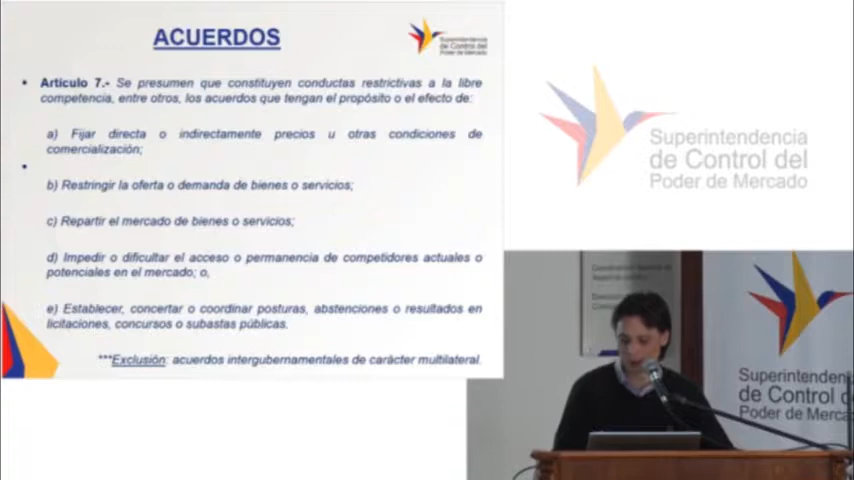 ACUERDOS
Superintendencia
de Control del
Poder de Mercado
Artículo 7.- Se presumen que constituyen conductas restrictivas a la libre
competencia, entre otros, los acuerdos que tengan el propósito o el efecto de:
a) Fijar directa o indirectamente precios u otras condiciones de
comercialización;
b) Restringir la oferta o demanda de bienes o servicios;
c) Repartir el mercado de bienes o servicios;
d) Impedir o dificultar el acceso o permanencia de competidores actuales o
potenciales en el mercado; o,
e) Establecer, concertar o coordinar posturas, abstenciones o resultados en
licitaciones, concursos o subastas públicas.
***Exclusión: acuerdos intergubernamentales de carácter multilateral.
Superintendencia
de Control del
Poder de Mercado
Superintenden
de Control de
Poder de Merca